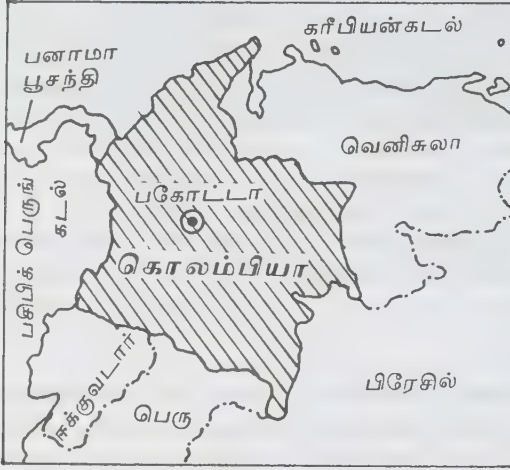 கரீபியன்கடல்
பனாமா
பூசந்தி
வெனிசுலா
பசிபிக் பெருங்
கடல்
பகோட்டா
கொலம்பியா
ஈக்குவடார்
பெரு
பிரேசில்